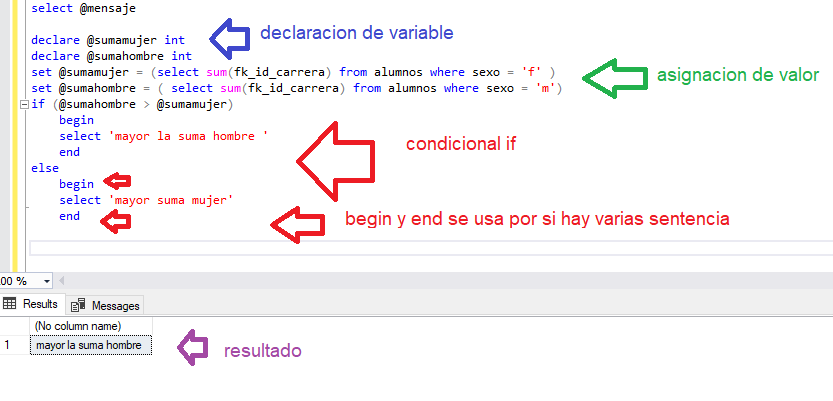 select @mensaje
declare @sumamujer int
declaracion de variable
declare @sumahombre int
set @sumamujer = (select sum(fk_id_carrera) from alumnos where sexo = 'f' )
asignacion de valor
set @sumahombre = ( select sum(fk_id_carrera) from alumnos where sexo = 'm')
if (@sumahombre > @sumamujer)
begin
select 'mayor la suma hombre '
condicional if
end
else
begin
select 'mayor suma mujer'
end
begin y end se usa por si hay varias sentencia
00 %
Results
Messages
(No column name)
1
mayor la suma hombre
resultado